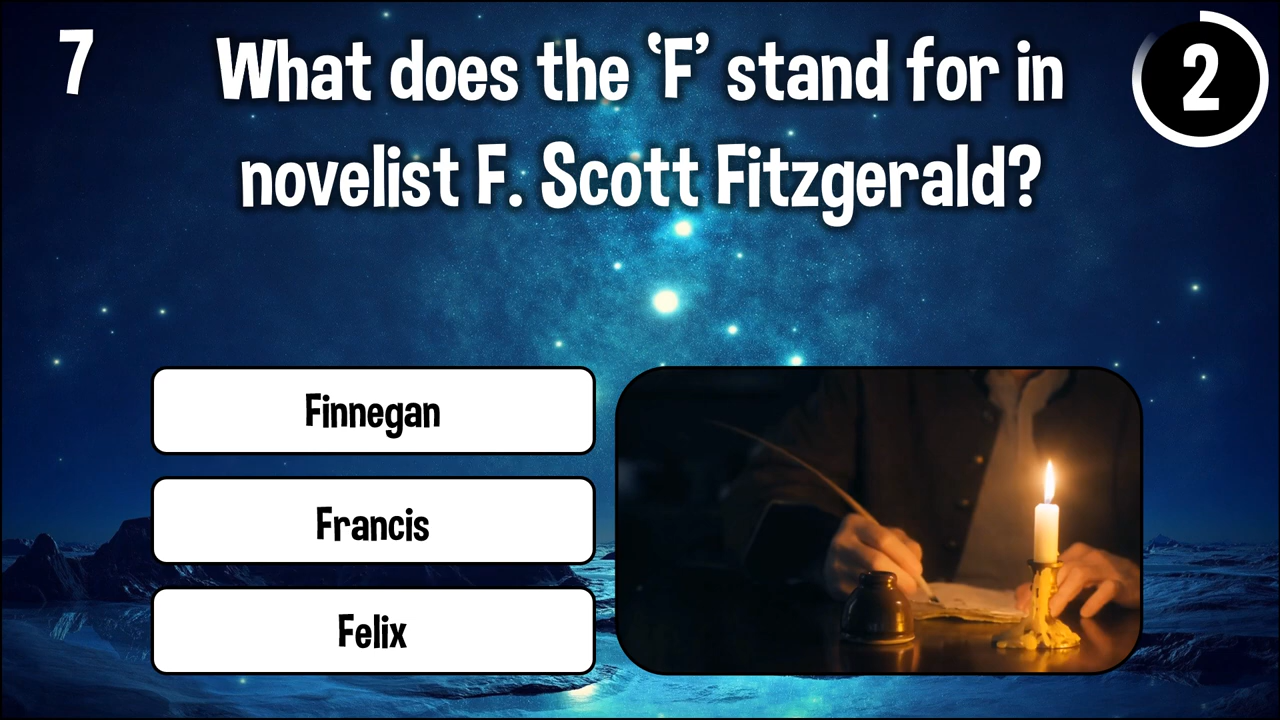 7
What does the ‘F’ stand for in
novelist F. Scott Fitzgerald?
2
Finnegan
Francis
Felix